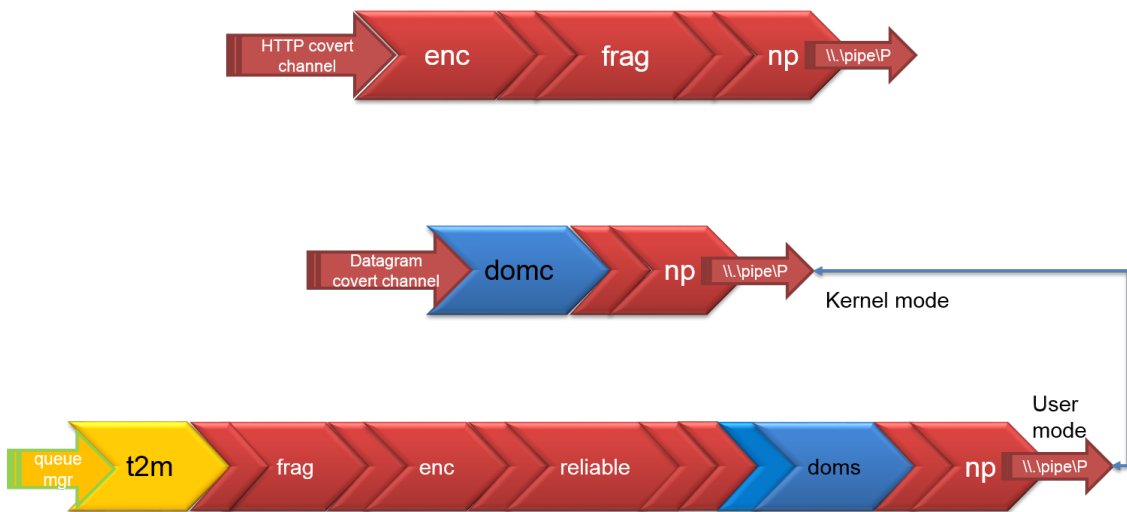 HTTP covert
channel
enc
frag
np
\\.\pipe\P
Datagram
covert channel
domc
np
\\.\pipe\P
Kernel mode
User
mode
queue
mgr
t2m
frag
enc
reliable
doms
np
\\.\pipe\P